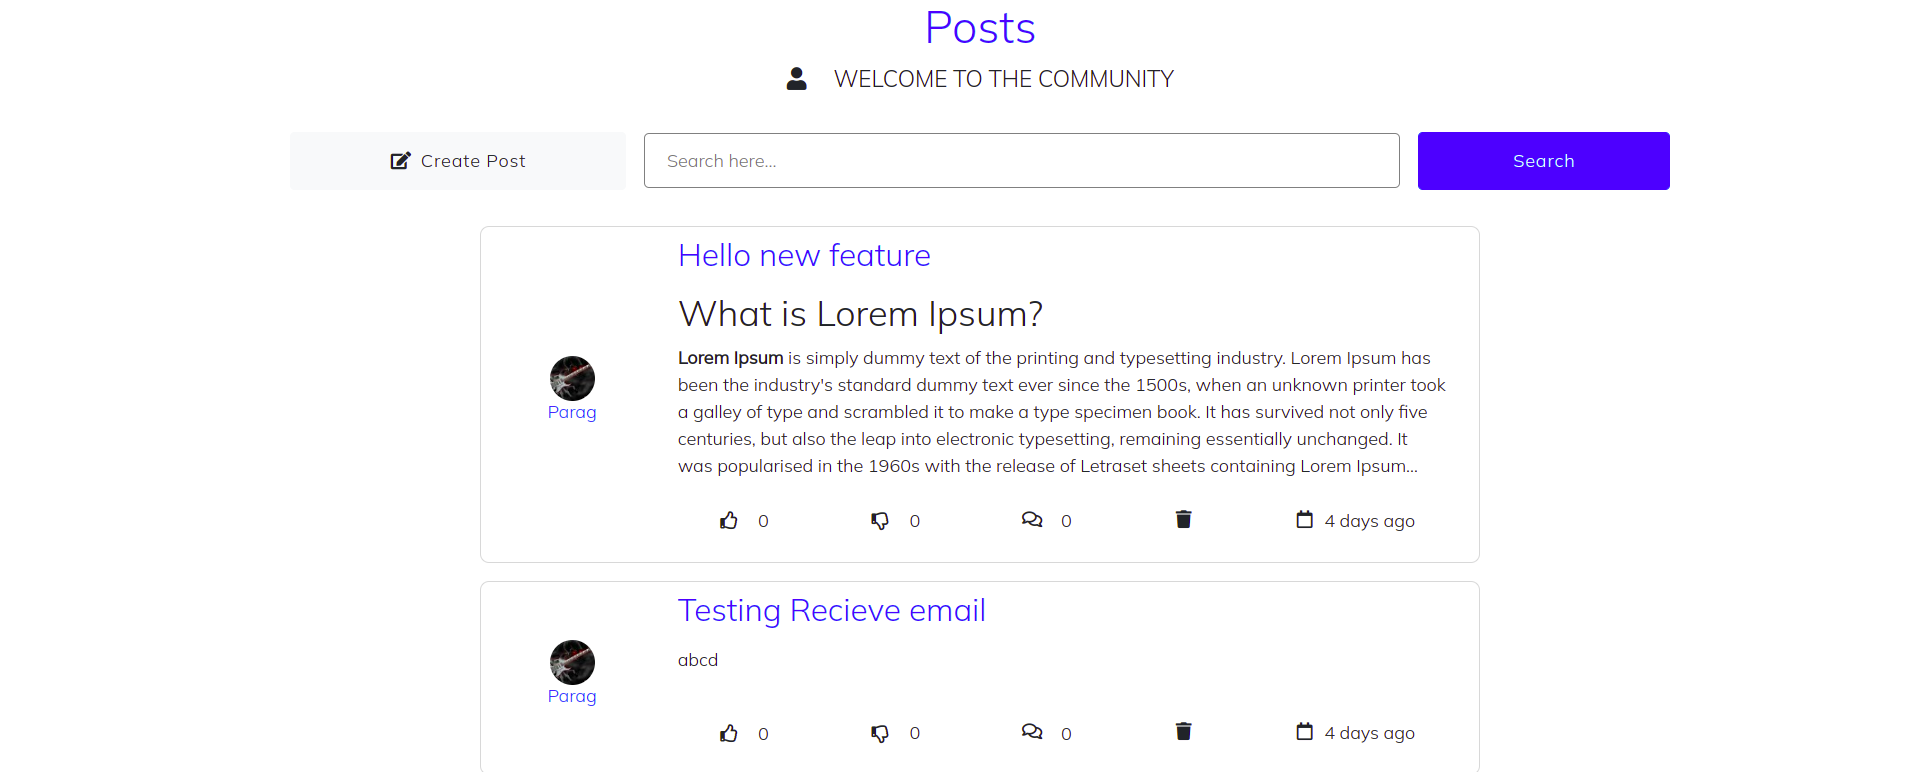 Posts
WELCOME TO THE COMMUNITY
Create Post
Search here...
Search
Hello new feature
What is Lorem Ipsum?
Lorem Ipsum is simply dummy text of the printing and typesetting industry. Lorem Ipsum has
been the industry's standard dummy text ever since the 1500s, when an unknown printer took
a galley of type and scrambled it to make a type specimen book. It has survived not only five
centuries, but also the leap into electronic typesetting, remaining essentially unchanged. It
was popularised in the 1960s with the release of Letraset sheets containing Lorem Ipsum...
Parag
0 0 0 4 days ago
Testing Recieve email
abcd
Parag
0 0 0 4 days ago